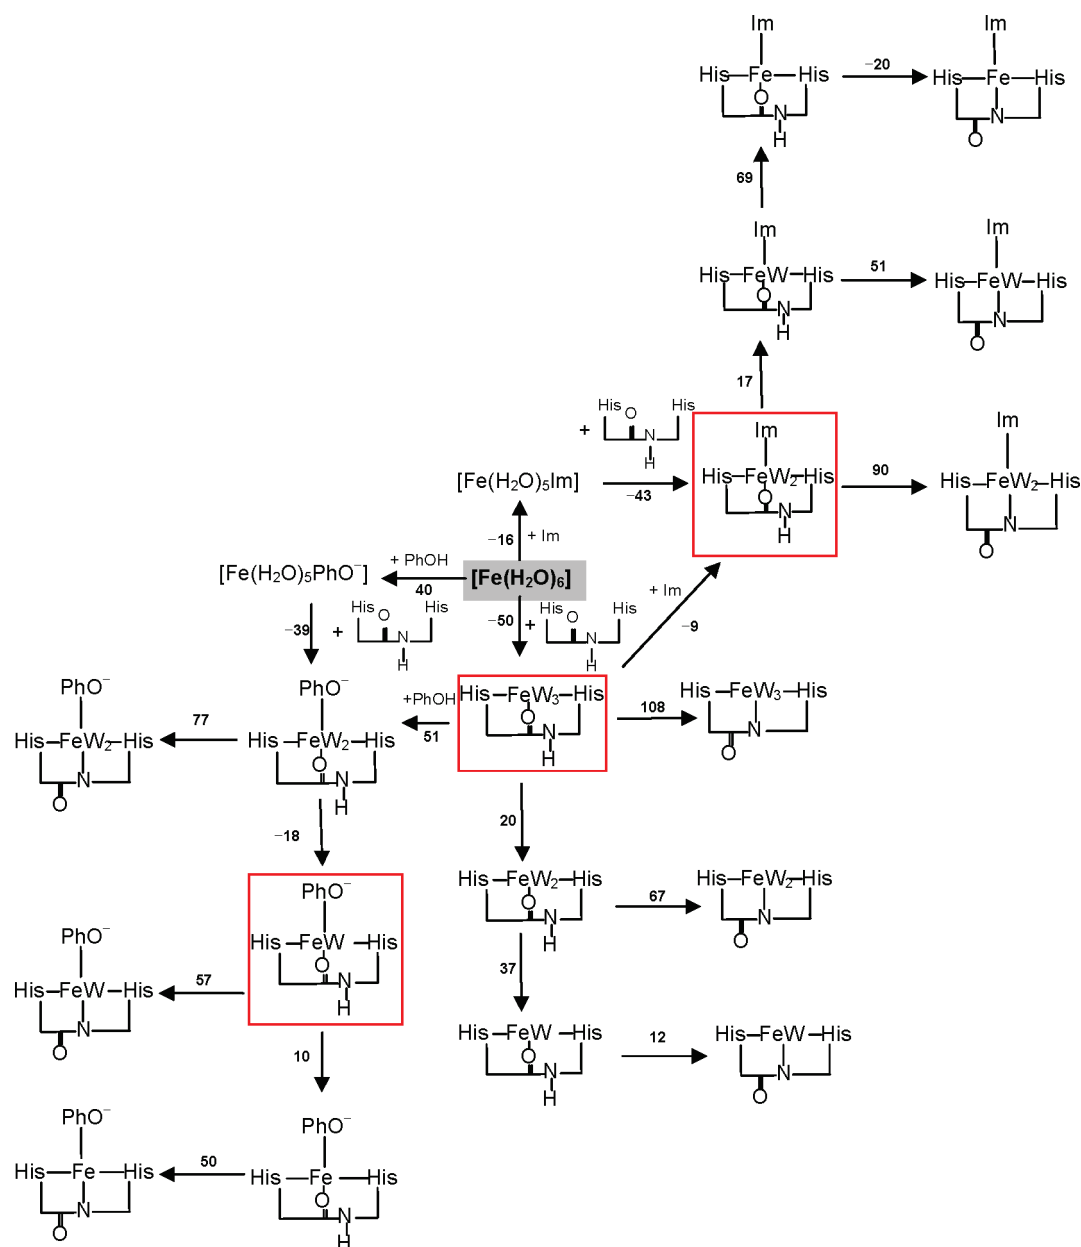 Im
Im
His Fe His
−20
His Fe His
O
N
H
N
O
69
Im
Im
His FeW His
51
His FeW His
O
N
H
N
O
17
His His
O
+
N
H
Im
Im
[Fe(H2O)5Im]
−43
His FeW2 His
90
His FeW2 His
O
N
H
N
O
−16 + Im
+ PhOH
[Fe(H2O)5PhO−]
40
[Fe(H2O)6]
+ Im
−9
−39
+
His His
O
N
H
−50
+
His His
O
N
H
PhO−
PhO−
+PhOH
51
His FeW3 His
108
His FeW3 His
O
N
H
N
O
His FeW2 His
77
His FeW2 His
N
O
O
N
H
−18
20
PhO−
His FeW2 His
67
His FeW2 His
O
N
H
N
O
PhO−
His FeW His
57
His FeW His
N
O
O
N
H
37
10
His FeW His
12
His FeW His
O
N
H
N
O
PhO−
PhO−
His Fe His
50
His Fe His
N
O
O
N
H